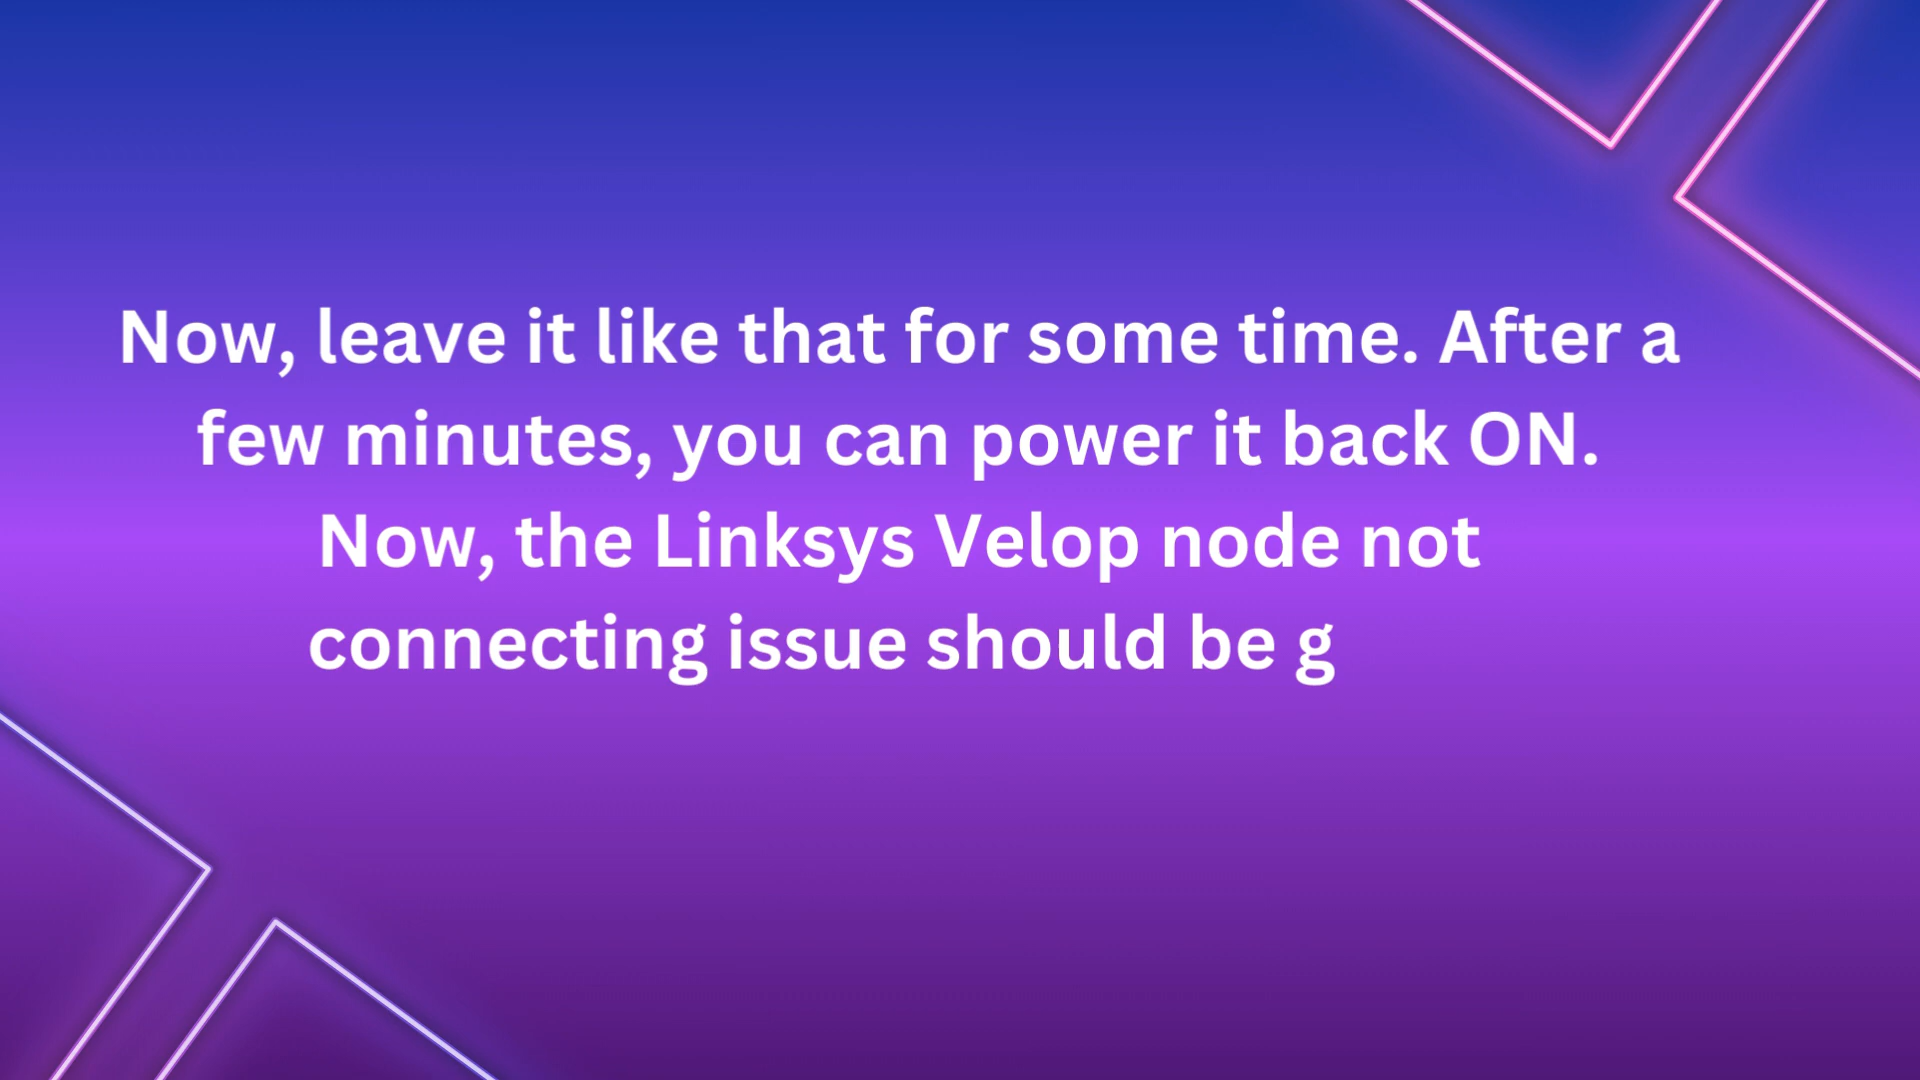 Now, leave it like that for some time. After a
few minutes, you can power it back ON.
Now, the Linksys Velop node not
connecting issue should be g